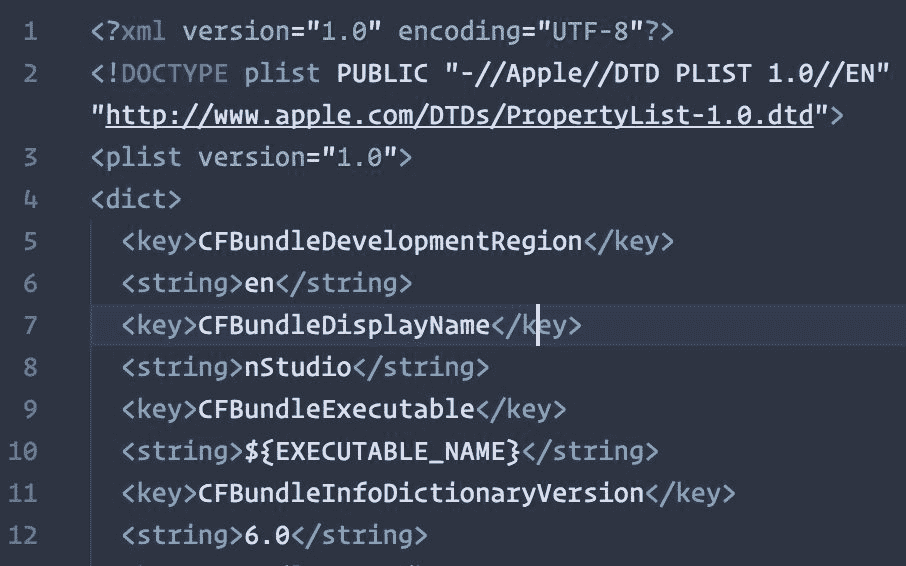 1 <?xml version="1.0" encoding="UTF-8"?>
2 <!DOCTYPE plist PUBLIC "-//Apple//DTD PLIST 1.0//EN"
"http://www.apple.com/DTDs/PropertyList-1.0.dtd">
3 <plist version="1.0">
4 <dict>
5 <key>CFBundleDevelopmentRegion</key>
6 <string>en</string>
7 <key>CFBundleDisplayName</key>
8 <string>nStudio</string>
9 <key>CFBundleExecutable</key>
10 <string>${EXECUTABLE_NAME}</string>
11 <key>CFBundleInfoDictionaryVersion</key>
12 <string>6.0</string>